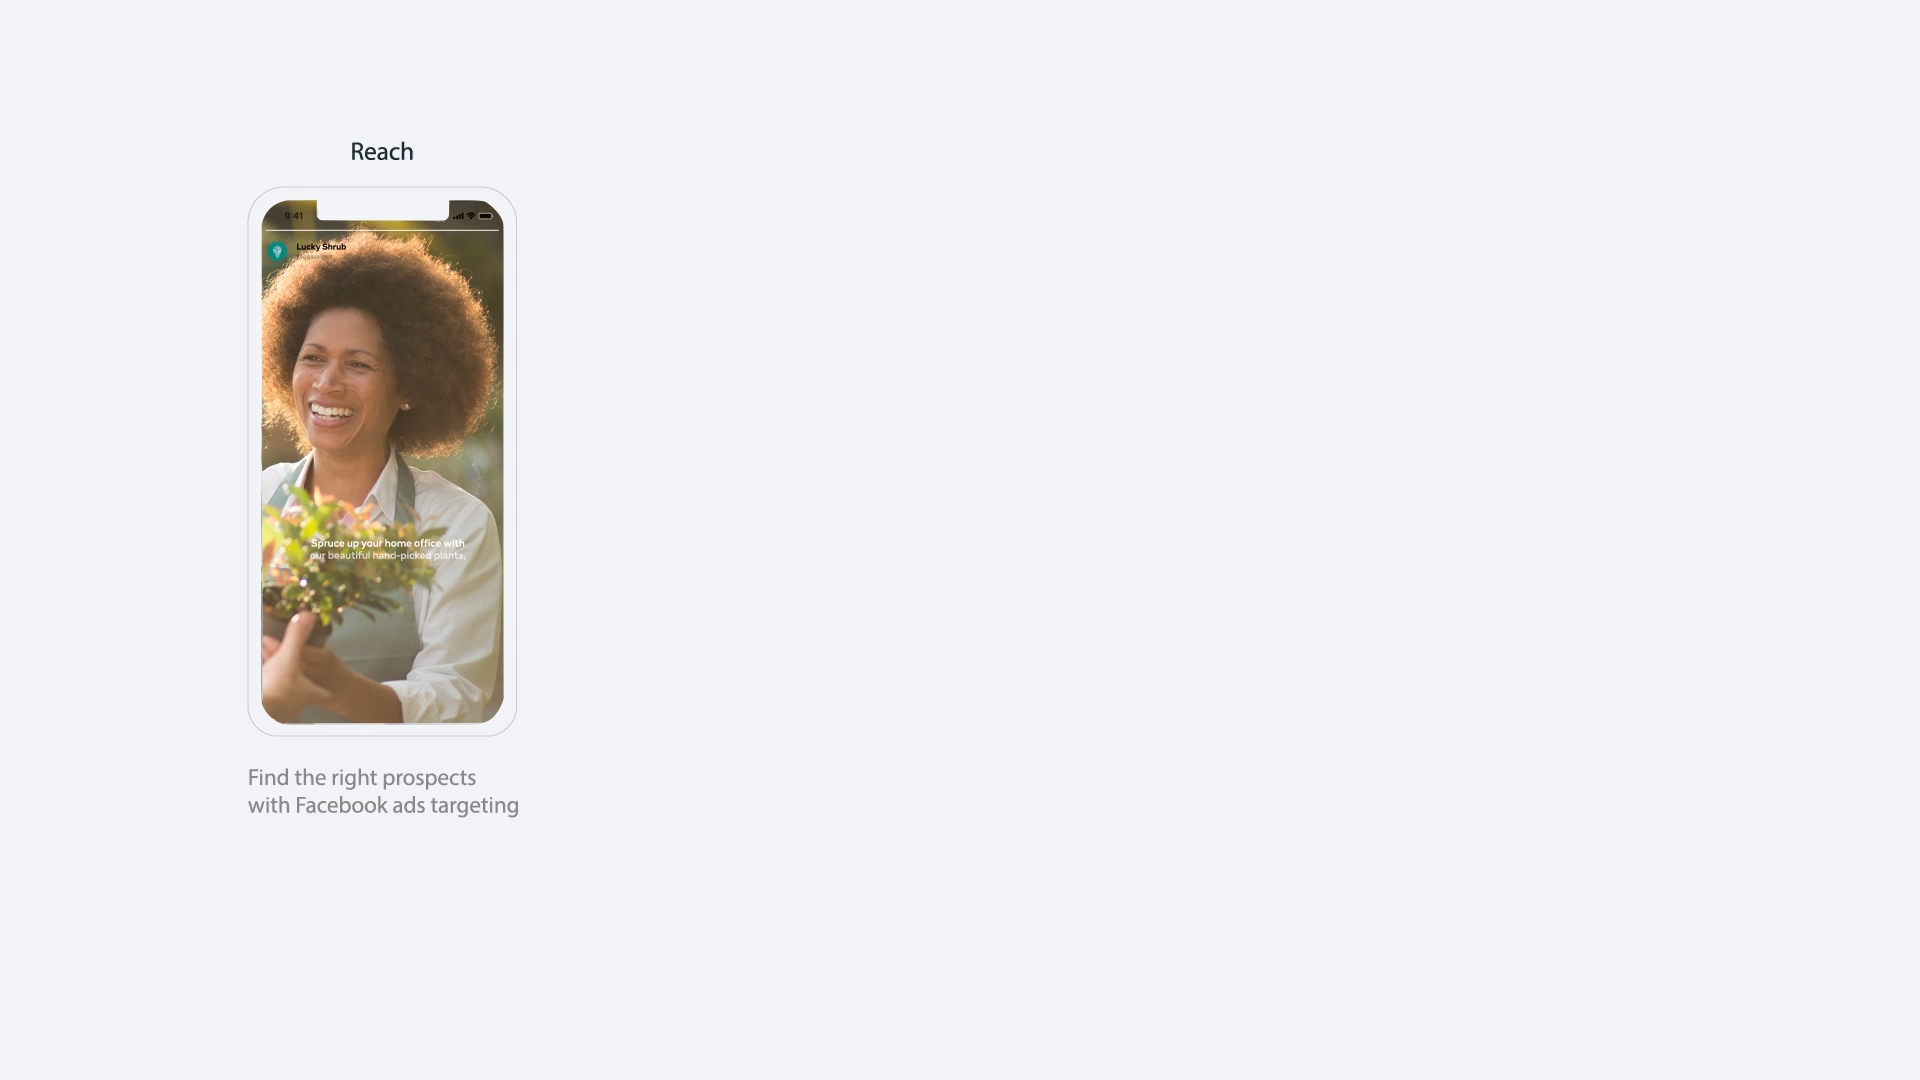 Reach
9:41
Lucky Shrub
Spruce up your home office with
our beautiful hand-picked plants,
Find the right prospects
with Facebook ads targeting